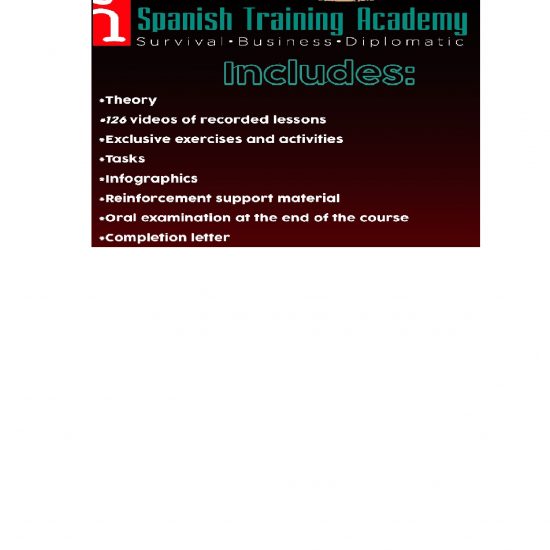 Spanish Training Academy
Survival•Business•Diplomatic
Includes:
•Theory
•126 videos of recorded lessons
•Exclusive exercises and activities
•Tasks
•Infographics
•Reinforcement support material
•Oral examination at the end of the course
•Completion letter